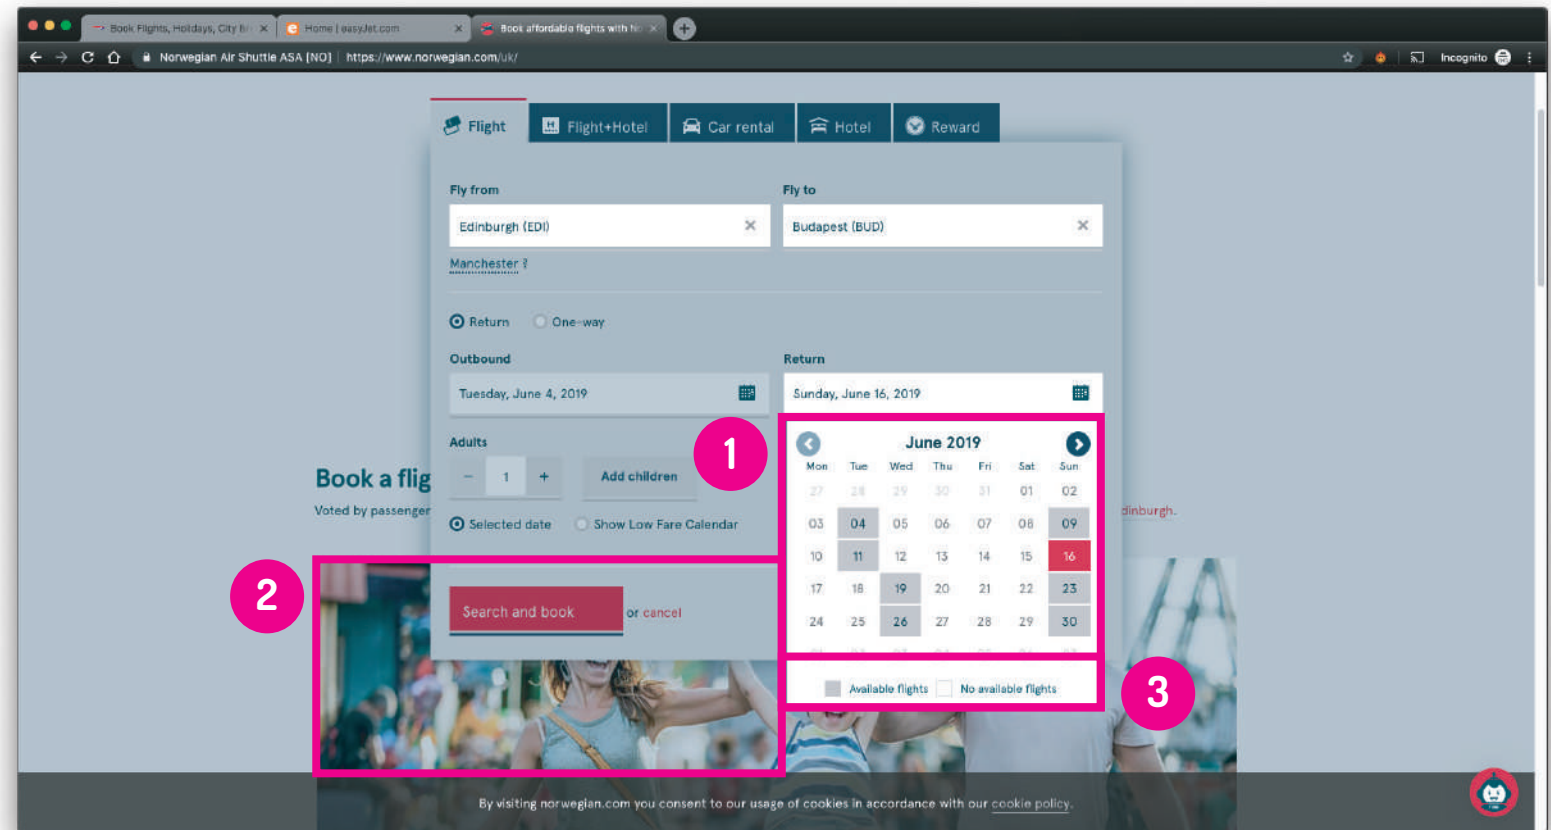 Book Flights, Holidays, City Br
Home | easyJet.com
Book affordable flights with No
Norwegian Air Shuttle ASA [NO] | https://www.norwegian.com/uk/
Incognito
Flight
Flight+Hotel
Car rental
Hotel
Reward
Fly from
Fly to
Edinburgh (EDI)
Budapest (BUD)
Manchester ?
Return One-way
Outbound
Return
Tuesday, June 4, 2019
Sunday, June 16, 2019
Adults
1
June 2019
Mon Tue Wed Thu Fri Sat Sun
Book a flig
- 1 +
Add children
27 28 29 30 31 01 02
Voted by passenger
dinburgh.
Selected date
Show Low Fare Calendar
03 04 05 06 07 08 09
10 11 12 13 14 15 16
2
17 18 19 20 21 22 23
Search and book or cancel
24 25 26 27 28 29 30
Available flights No available flights
3
By visiting norwegian.com you consent to our usage of cookies in accordance with our cookie policy.